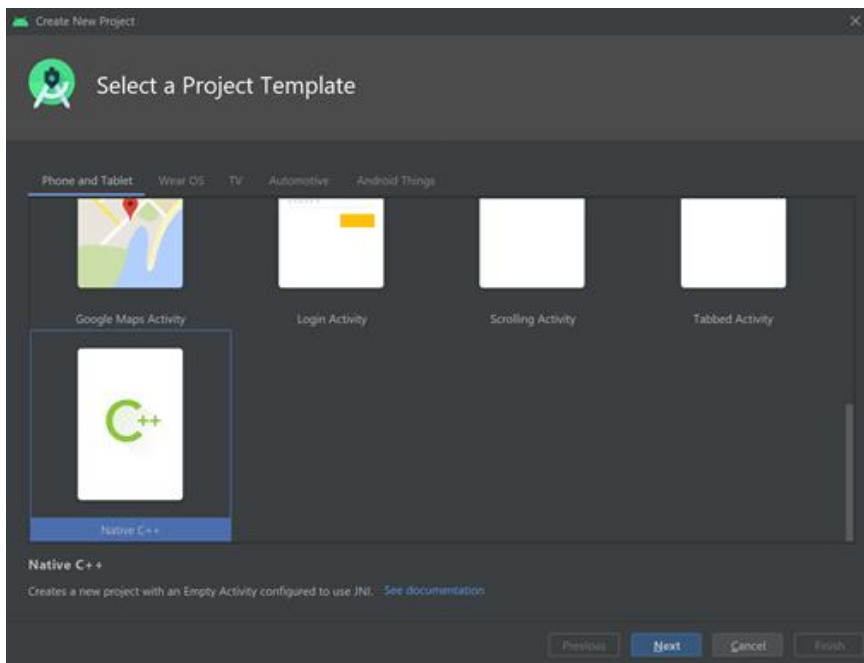 Create New Project
Select a Project Template
Phone and Tablet Wear OS TV Automotive Android Things
Google Maps Activity Login Activity Scrolling Activity Tabbed Activity
C++
Native C++
Native C++
Creates a new project with an Empty Activity configured to use JNI. See documentation
Previous Next Cancel Finish